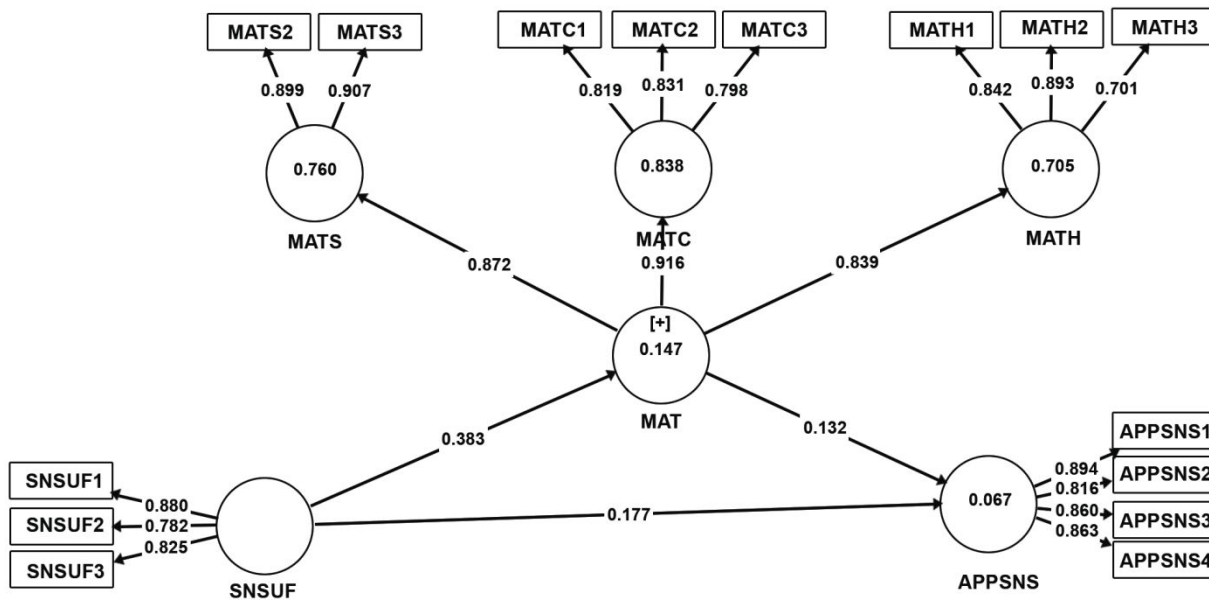 MATS2 MATS3 MATC1 MATC2 MATC3 MATH1 MATH2 MATH3
0.899 0.907 0.819 0.831 0.798 0.842 0.893 0.701
0.760 0.838 0.705
MATS MATC MATH
0.872 0.916 0.839
[+]
0.147
MAT
0.383 0.132
SNSUF1
SNSUF2
SNSUF3
0.880
0.782
0.825
SNSUF
0.177
0.067
APPSNS
0.894
0.816
0.860
0.863
APPSNS1
APPSNS2
APPSNS3
APPSNS4